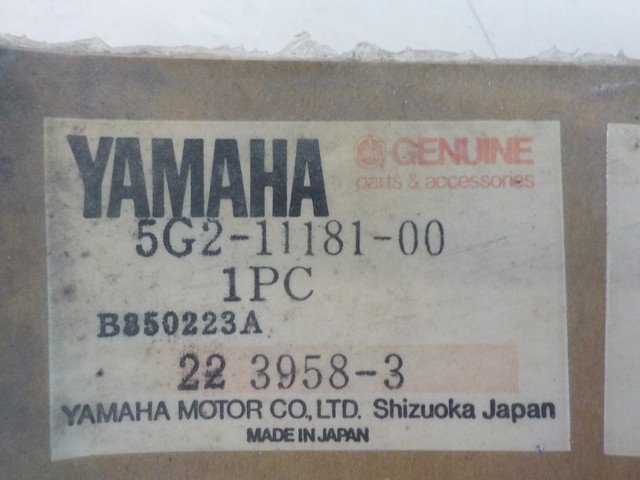 YAMAHA
GENUINE
parts & accessories
5G2-11181-00
1PC
B850223A
22 3958-3
YAMAHA MOTOR CO., LTD. Shizuoka Japan
MADE IN JAPAN